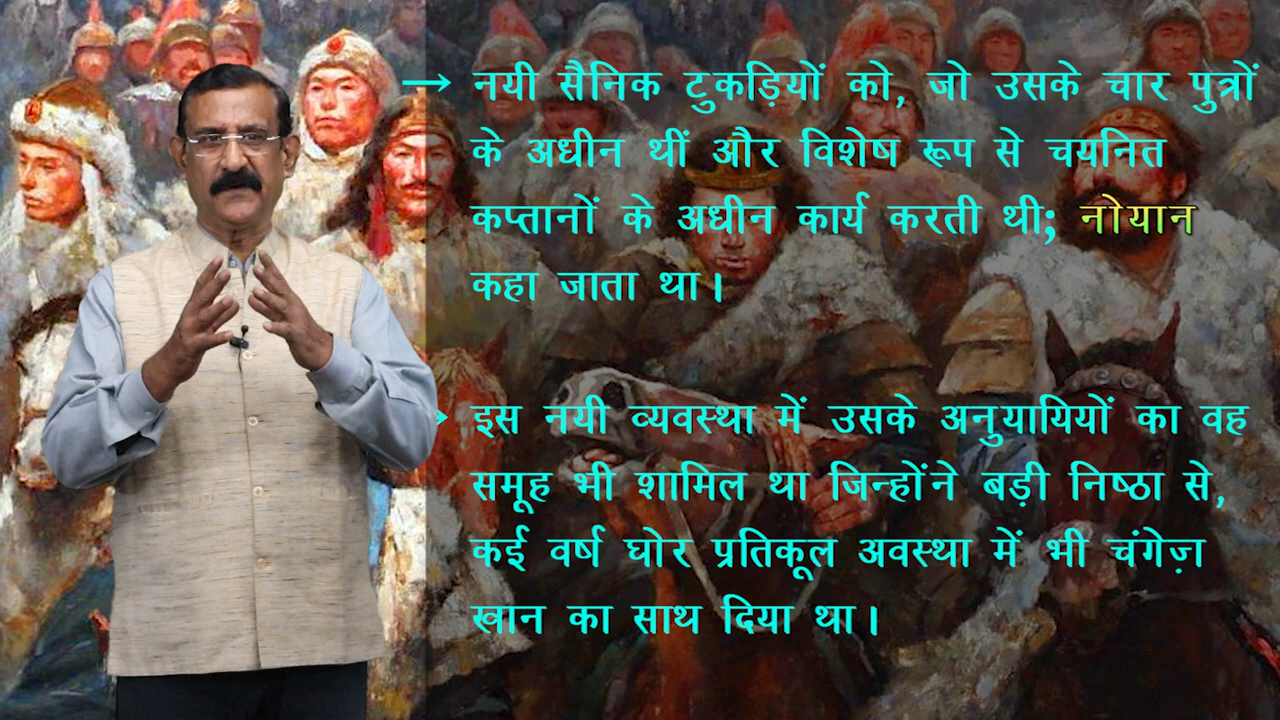 → नयी सैनिक टुकड़ियों को, जो उसके चार पुत्रों
के अधीन थीं और विशेष रूप से चयनित
कप्तानों के अधीन कार्य करती थी; नोयान
कहा जाता था।
इस नयी व्यवस्था में उसके अनुयायियों का वह
समूह भी शामिल था जिन्होंने बड़ी निष्ठा से,
कई वर्ष घोर प्रतिकूल अवस्था में भी चंगेज़
खान का साथ दिया था।